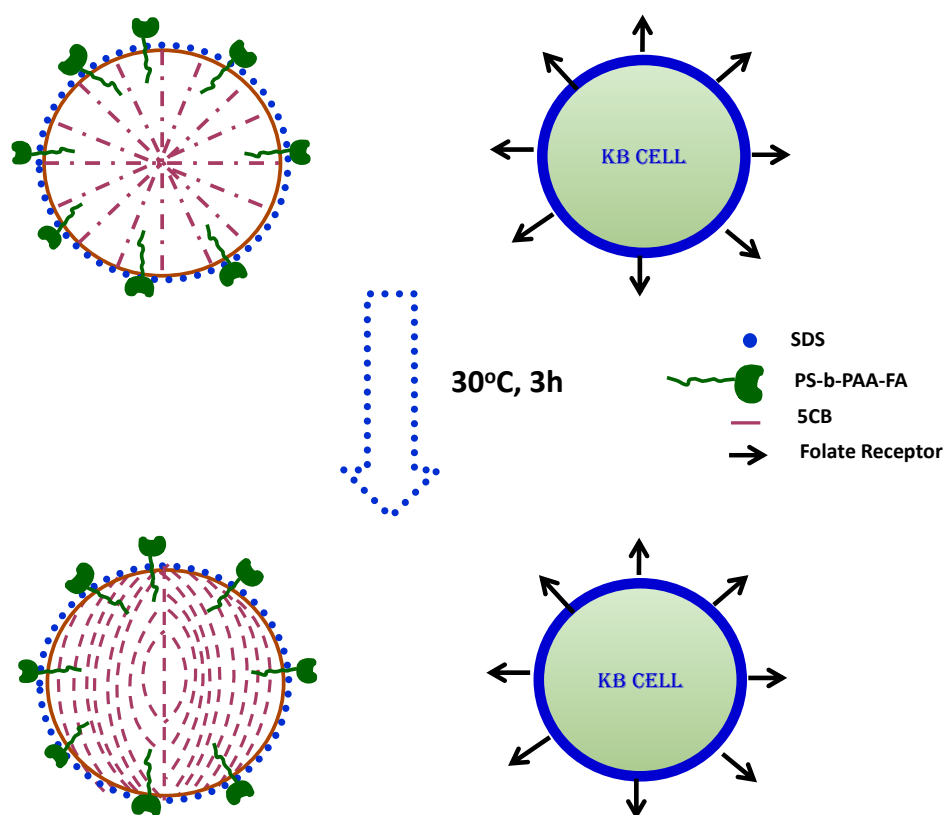 KB CELL
30°C, 3h
SDS
PS-b-PAA-FA
5CB
Folate Receptor
KB CELL